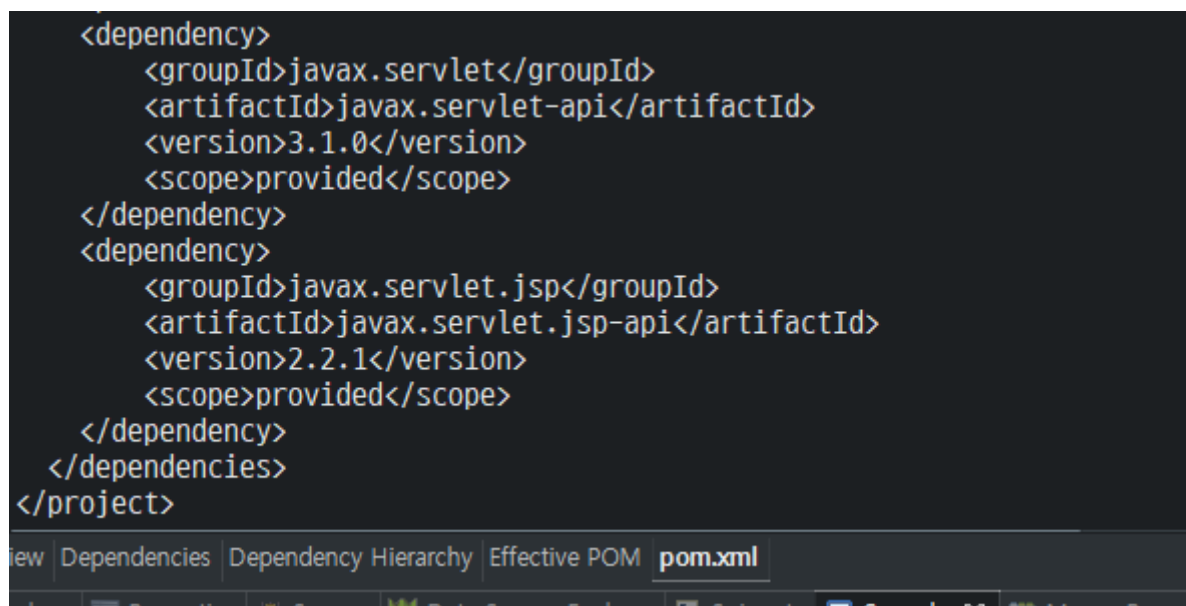 <dependency>
<groupId>javax.servlet</groupId>
<artifactId>javax.servlet-api</artifactId>
<version>3.1.0</version>
<scope>provided</scope>
</dependency>
<dependency>
<groupId>javax.servlet.jsp</groupId>
<artifactId>javax.servlet.jsp-api</artifactId>
<version>2.2.1</version>
<scope>provided</scope>
</dependency>
</dependencies>
</project>
iew Dependencies Dependency Hierarchy Effective POM pom.xml